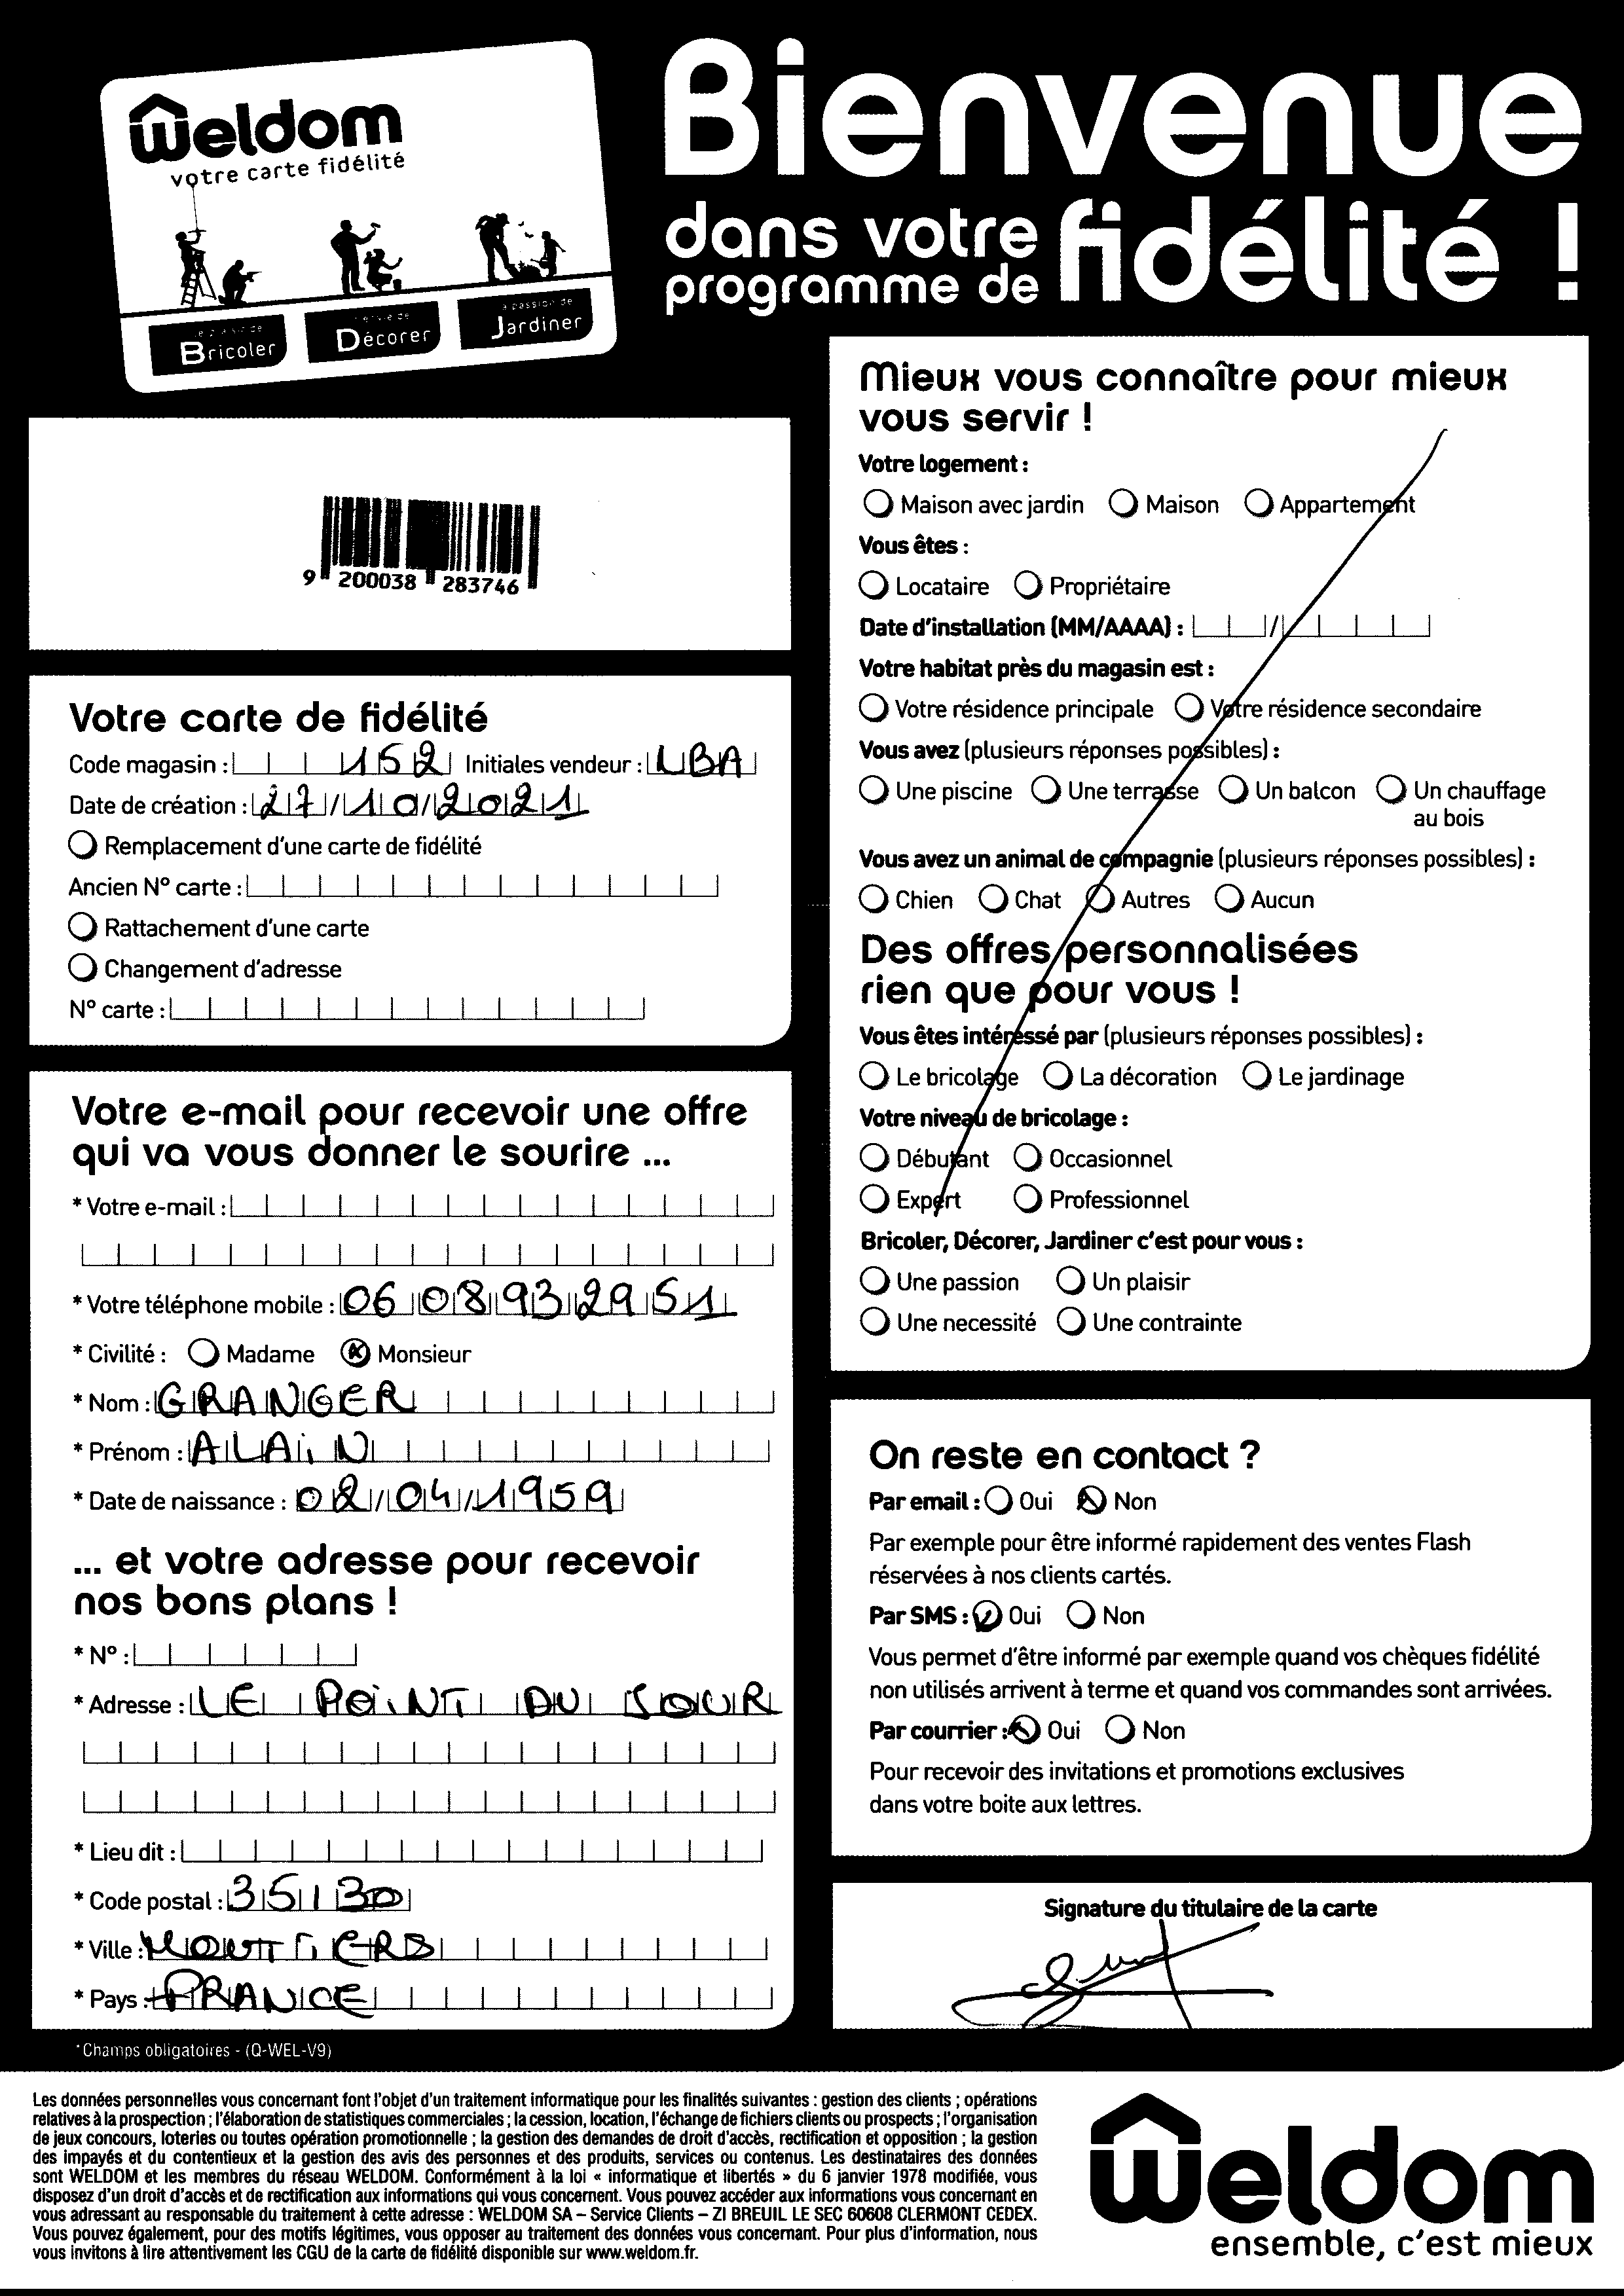 Weldom
votre carte fidélité
Bricoler
Décorer
Jardiner
Bienvenue
dans votre
programme de
fidélité !
9 200038 283746
Votre carte de fidélité
Code magasin : 152 Initiales vendeur : LBA
Date de création : 27/10/2021
Remplacement d'une carte de fidélité
Ancien N° carte :
Rattachement d'une carte
Changement d'adresse
N° carte :
Votre e-mail pour recevoir une offre
qui va vous donner le sourire ...
* Votre e-mail :
* Votre téléphone mobile : 06 08 93 29 51
* Civilité : Madame Monsieur
* Nom : GRANGER
* Prénom : ALAiN
* Date de naissance : 02/04/1959
... et votre adresse pour recevoir
nos bons plans !
* N° :
* Adresse : LE POiNT DU JOUR
* Lieu dit :
* Code postal : 35130
* Ville : MOUTIERS
* Pays : FRANCE
*Champs obligatoires - (Q-WEL-V9)
Mieux vous connaître pour mieux
vous servir !
Votre logement :
Maison avec jardin Maison Appartement
Vous êtes :
Locataire Propriétaire
Date d'installation (MM/AAAA) : /
Votre habitat près du magasin est :
Votre résidence principale Votre résidence secondaire
Vous avez (plusieurs réponses possibles) :
Une piscine Une terrasse Un balcon Un chauffage
au bois
Vous avez un animal de compagnie (plusieurs réponses possibles) :
Chien Chat Autres Aucun
Des offres personnalisées
rien que pour vous !
Vous êtes intéressé par (plusieurs réponses possibles) :
Le bricolage La décoration Le jardinage
Votre niveau de bricolage :
Débutant Occasionnel
Expert Professionnel
Bricoler, Décorer, Jardiner c'est pour vous :
Une passion Un plaisir
Une necessité Une contrainte
On reste en contact ?
Par email : Oui Non
Par exemple pour être informé rapidement des ventes Flash
réservées à nos clients cartés.
Par SMS : Oui Non
Vous permet d'être informé par exemple quand vos chèques fidélité
non utilisés arrivent à terme et quand vos commandes sont arrivées.
Par courrier : Oui Non
Pour recevoir des invitations et promotions exclusives
dans votre boite aux lettres.
Signature du titulaire de la carte
Les données personnelles vous concernant font l'objet d'un traitement informatique pour les finalités suivantes : gestion des clients ; opérations
relatives à la prospection ; l'élaboration de statistiques commerciales ; la cession, location, l'échange de fichiers clients ou prospects ; l'organisation
de jeux concours, loteries ou toutes opération promotionnelle ; la gestion des demandes de droit d'accès, rectification et opposition ; la gestion
des impayés et du contentieux et la gestion des avis des personnes et des produits, services ou contenus. Les destinataires des données
sont WELDOM et les membres du réseau WELDOM. Conformément à la loi « informatique et libertés » du 6 janvier 1978 modifiée, vous
disposez d'un droit d'accès et de rectification aux informations qui vous concernent. Vous pouvez accéder aux informations vous concernant en
vous adressant au responsable du traitement à cette adresse : WELDOM SA – Service Clients – ZI BREUIL LE SEC 60608 CLERMONT CEDEX.
Vous pouvez également, pour des motifs légitimes, vous opposer au traitement des données vous concernant. Pour plus d'information, nous
vous invitons à lire attentivement les CGU de la carte de fidélité disponible sur www.weldom.fr.
Weldom
ensemble, c'est mieux